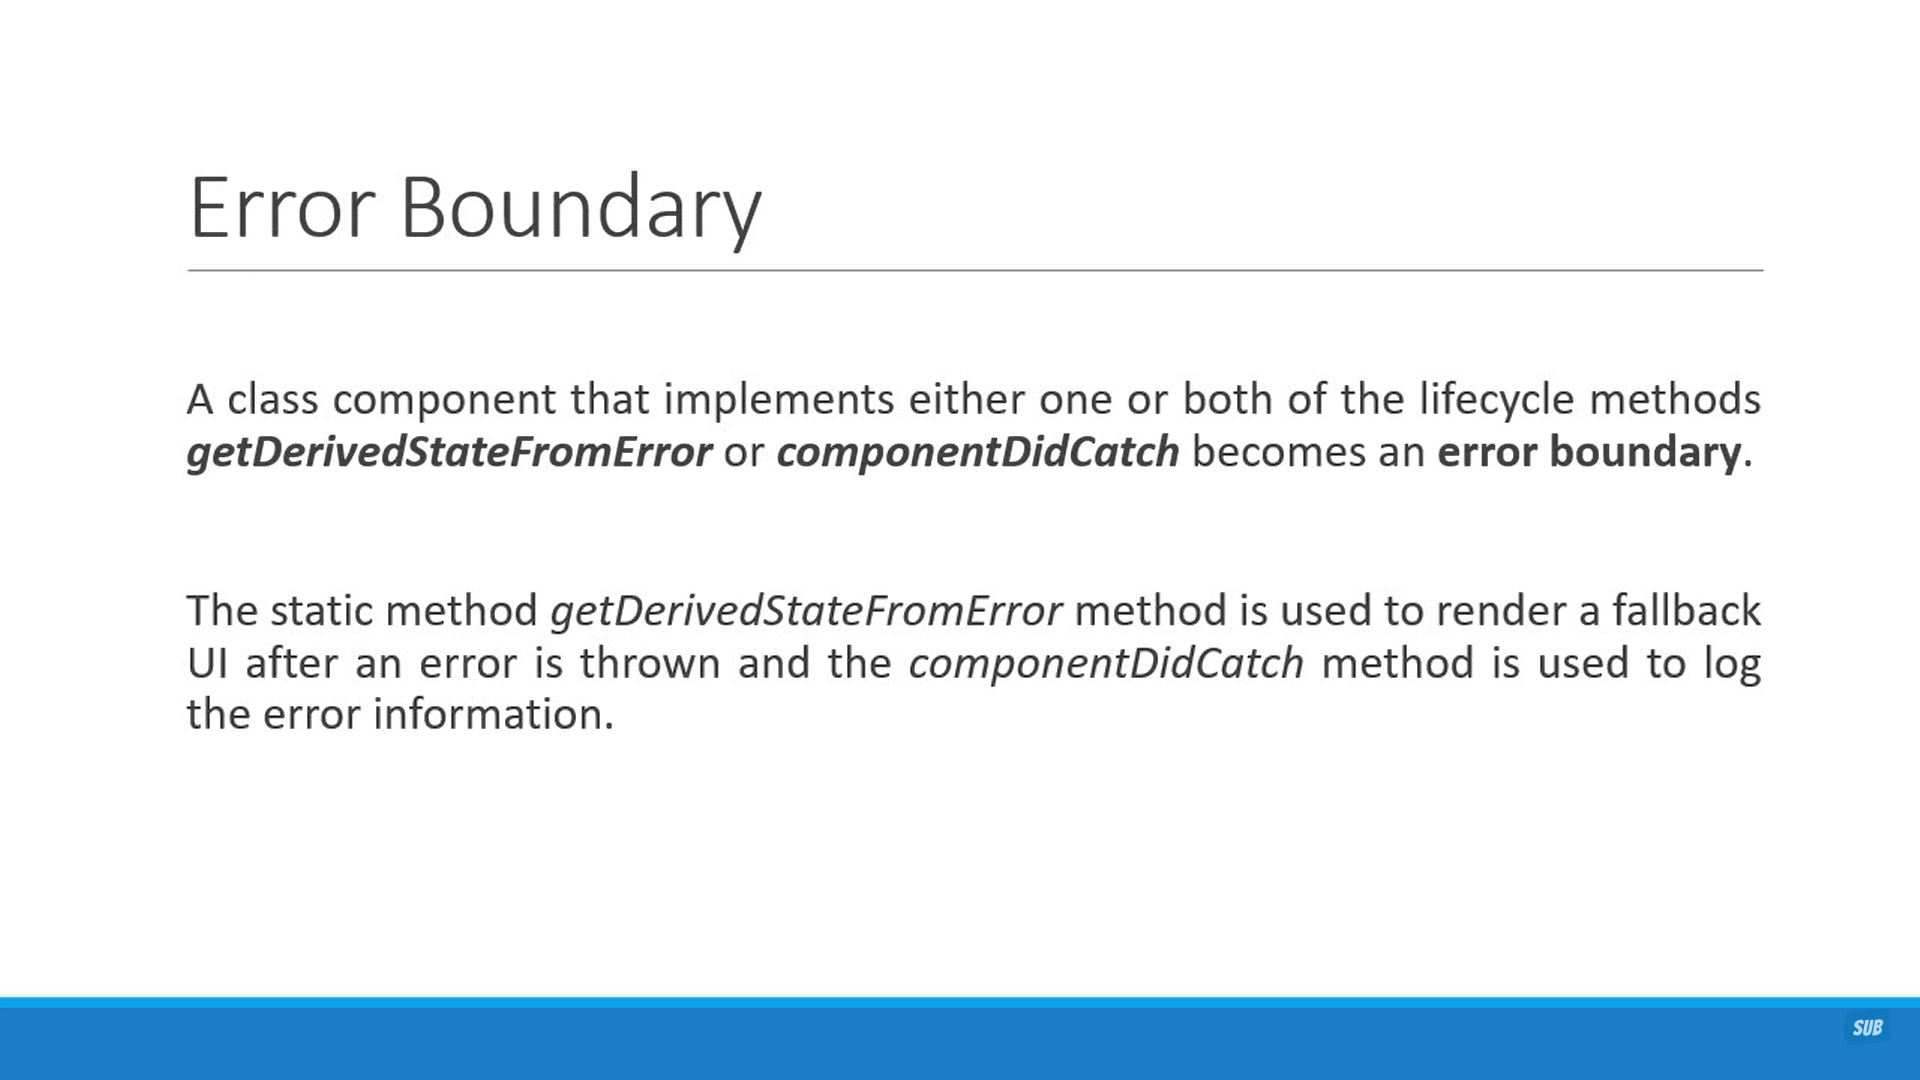 Error Boundary
A class component that implements either one or both of the lifecycle methods
getDerivedStateFromError or componentDidCatch becomes an error boundary.
The static method getDerivedStateFromError method is used to render a fallback
UI after an error is thrown and the componentDidCatch method is used to log
the error information.
SUB